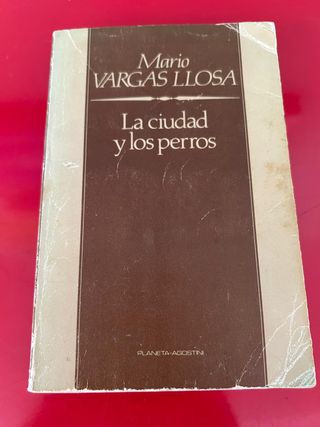 Mario
VARGAS LLOSA
La ciudad
y los perros
PLANETA-AGOSTINI